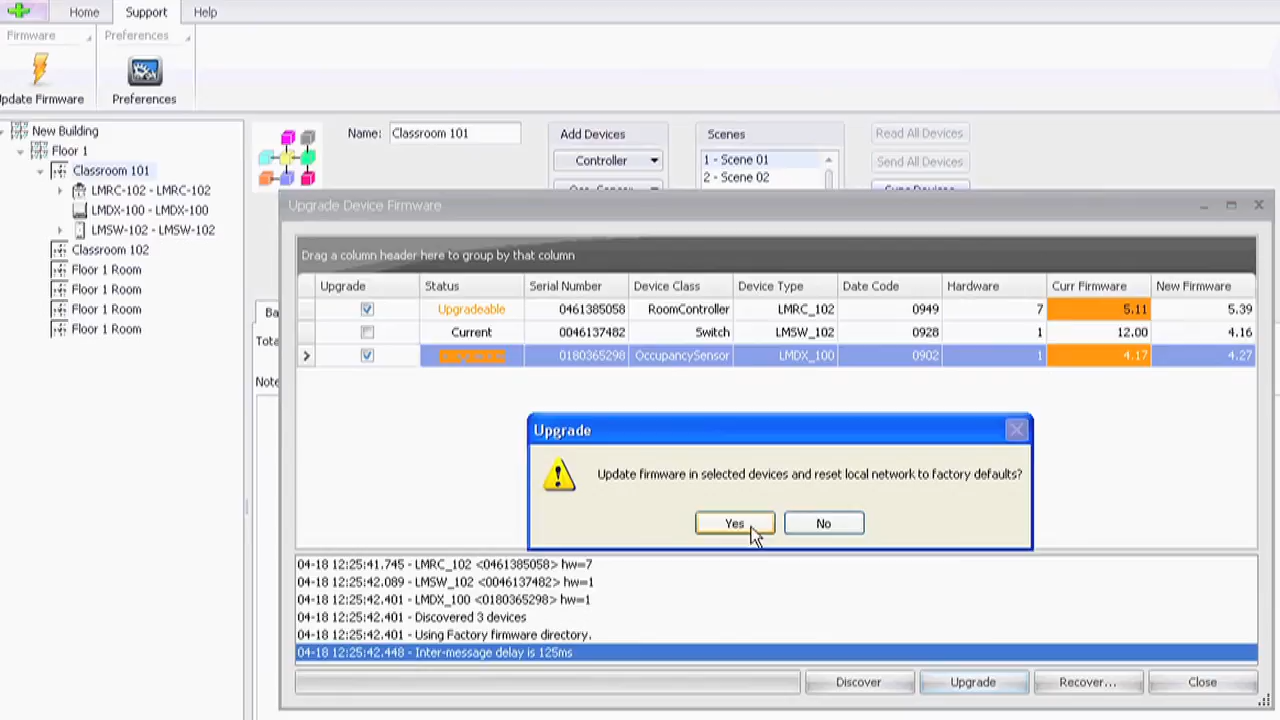 Home Support Help
Firmware Preferences
pdate Firmware Preferences
New Building
Floor 1
Classroom 101
LMRC-102 - LMRC-102
LMDX-100 - LMDX-100
LMSW-102 - LMSW-102
Classroom 102
Floor 1 Room
Floor 1 Room
Floor 1 Room
Floor 1 Room
Name: Classroom 101
Add Devices
Controller
Scenes
1 - Scene 01
2 - Scene 02
Read All Devices
Send All Devices
Ba
Tota
Note
Upgrade Device Firmware
Drag a column header here to group by that column
Upgrade Status Serial Number Device Class Device Type Date Code Hardware Curr Firmware New Firmware
Upgradeable 0461385058 RoomController LMRC_102 0949 7 5.11 5.39
Current 0046137482 Switch LMSW_102 0928 1 12.00 4.16
0180365298 OccupancySensor LMDX_100 0902 1 4.17 4.27
Upgrade
Update firmware in selected devices and reset local network to factory defaults?
Yes No
04-18 12:25:41.745 - LMRC_102 <0461385058> hw=7
04-18 12:25:42.089 - LMSW_102 <0046137482> hw=1
04-18 12:25:42.401 - LMDX_100 <0180365298> hw=1
04-18 12:25:42.401 - Discovered 3 devices
04-18 12:25:42.401 - Using Factory firmware directory.
04-18 12:25:42.448 - Inter-message delay is 125ms
Discover Upgrade Recover... Close